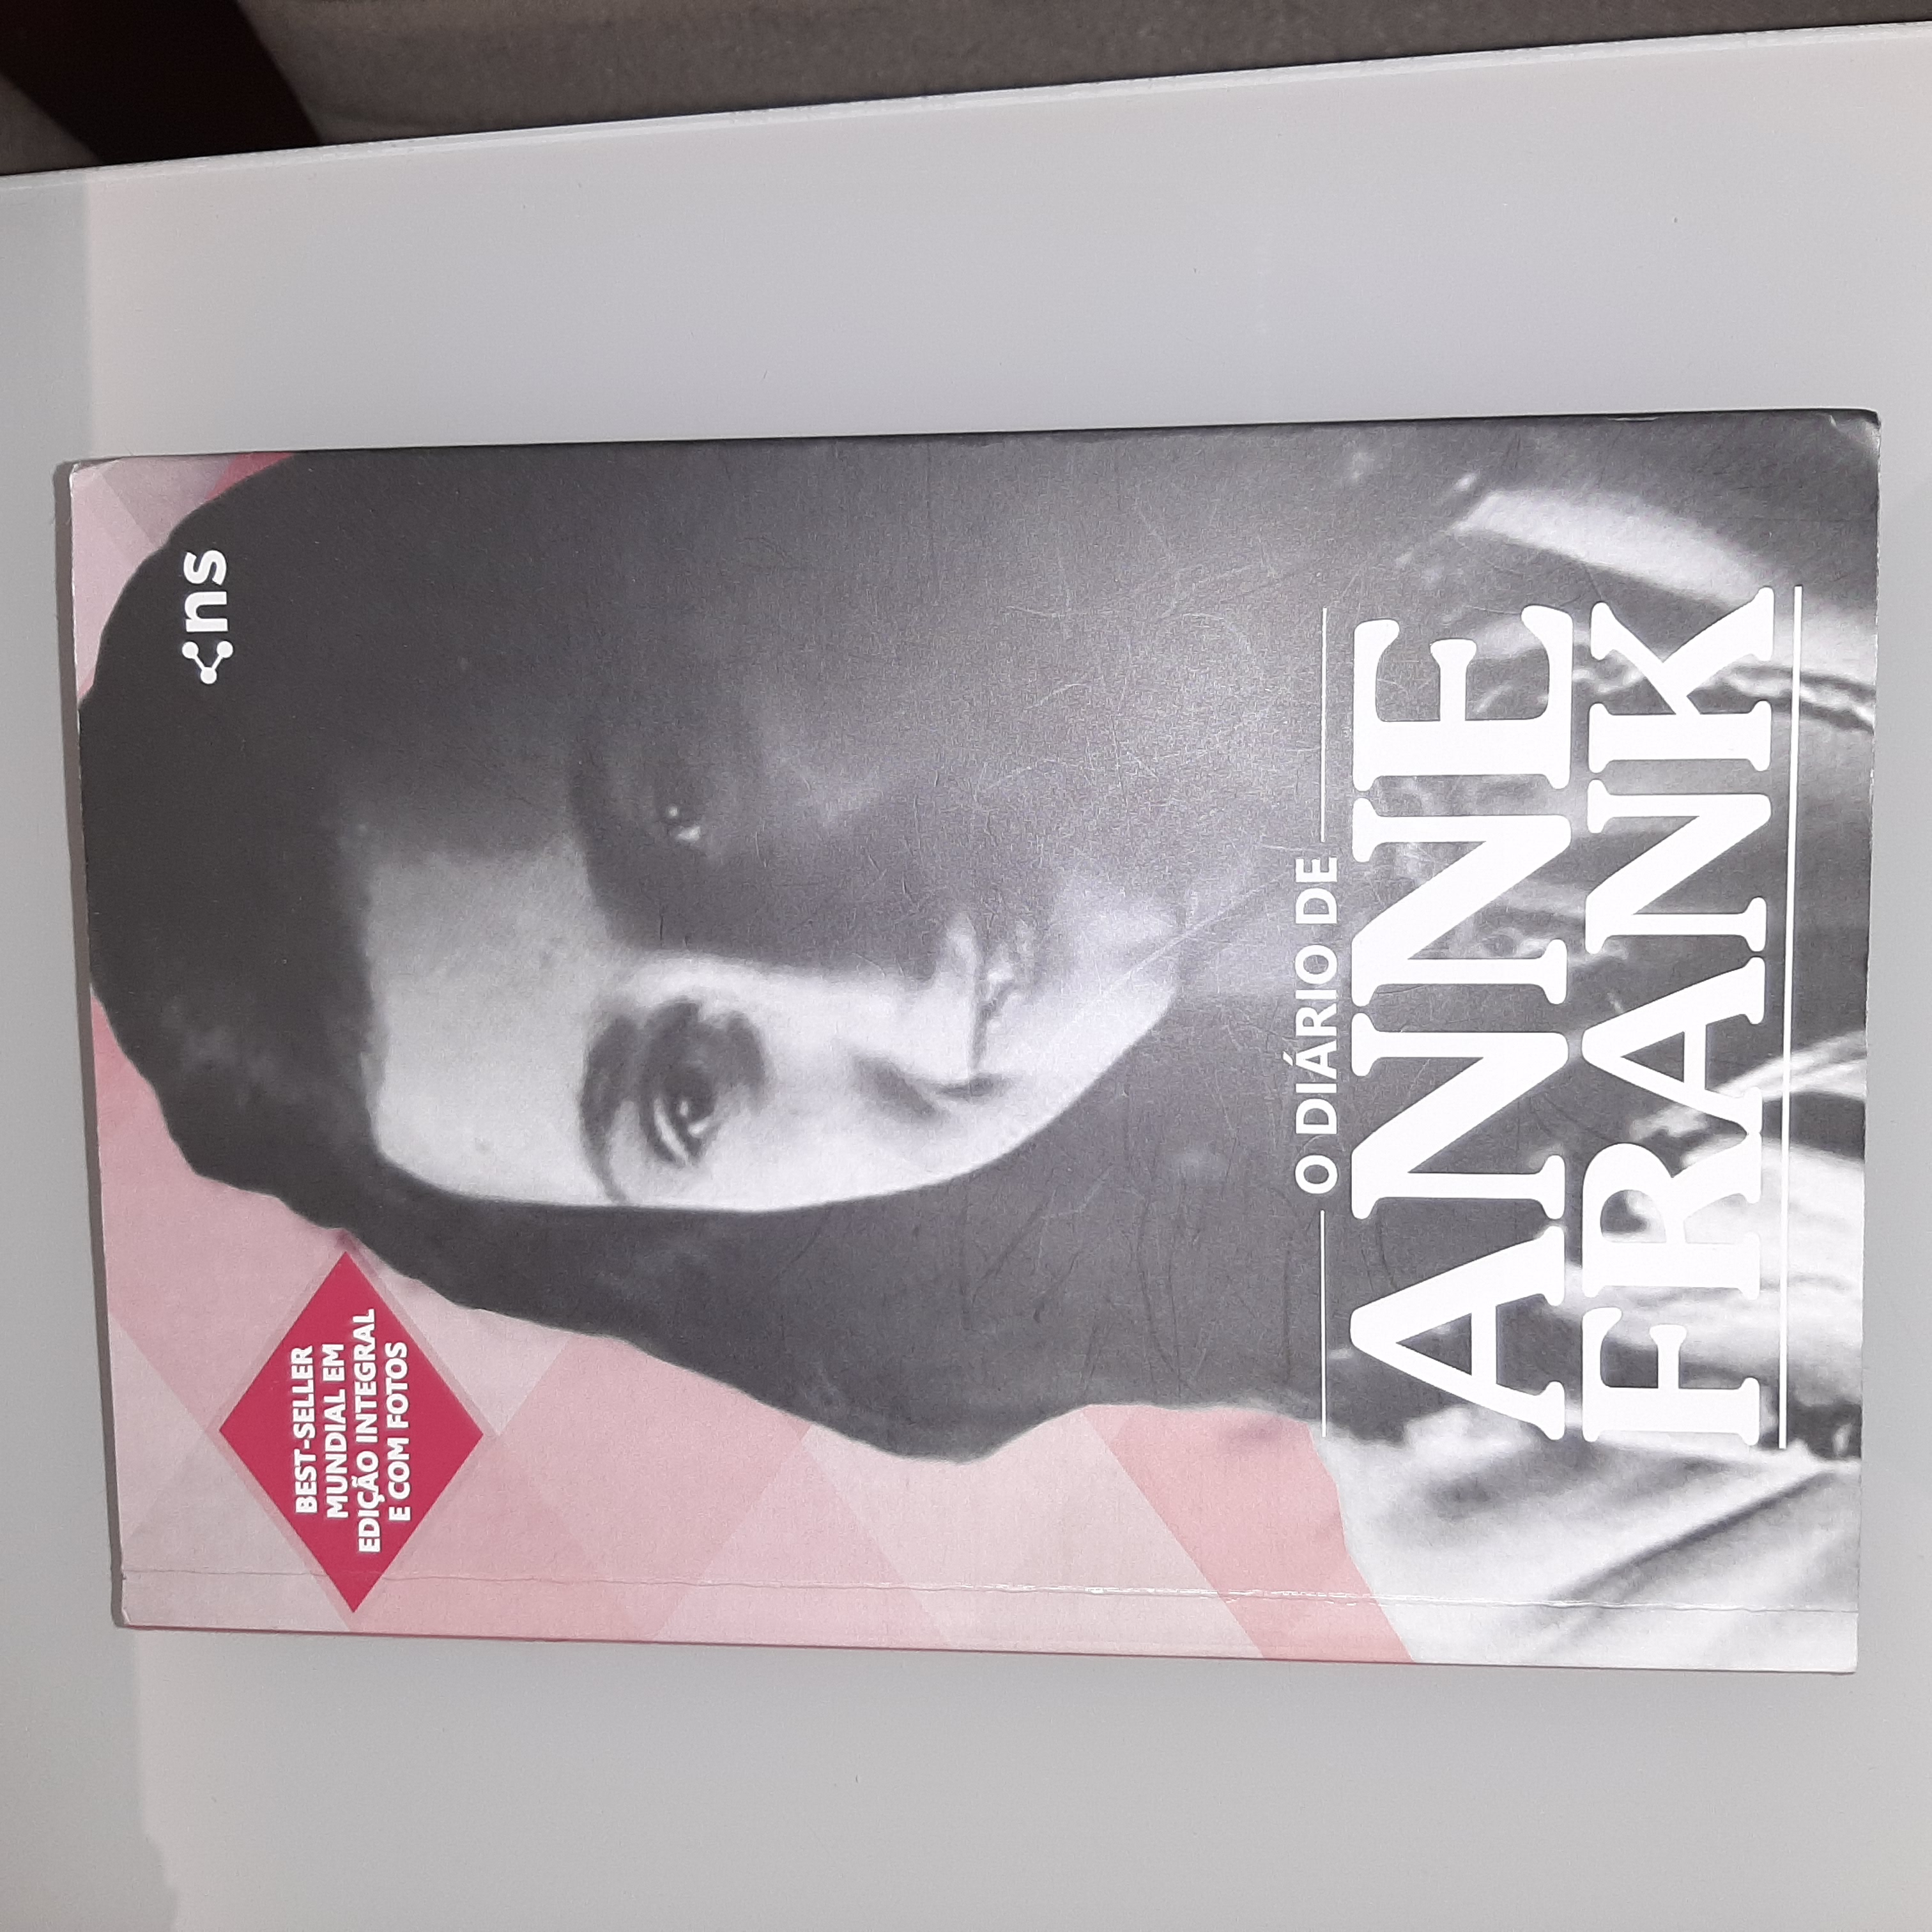 ns
BEST-SELLER
MUNDIAL EM
EDIÇÃO INTEGRAL
E COM FOTOS
O DIÁRIO DE
ANNE
FRANK